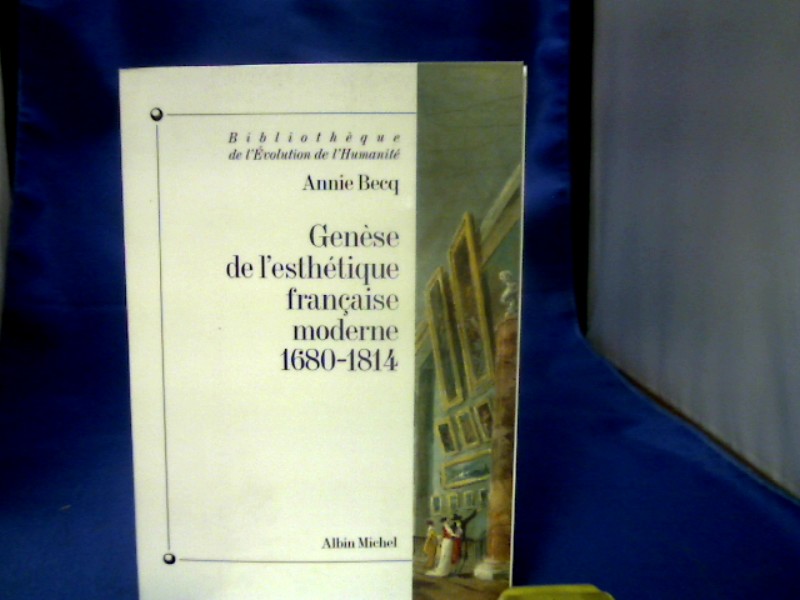 Bibliothèque
de l'Évolution de l'Humanité
Annie Becq
Genèse
de l'esthétique
française
moderne
1680-1814
Albin Michel